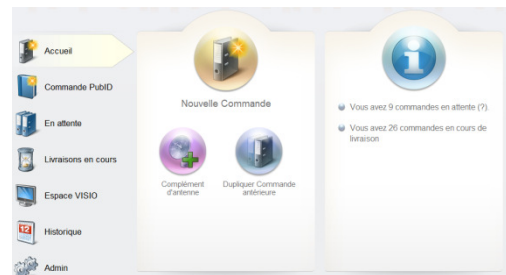 Accueil
Commande PubID
En attente
Livraisons en cours
Espace VISIO
12
Historique
Admin
Nouvelle Commande
Complément
d'antenne
Dupliquer Commande
antérieure
Vous avez 9 commandes en attente (?).
Vous avez 26 commandes en cours de
livraison